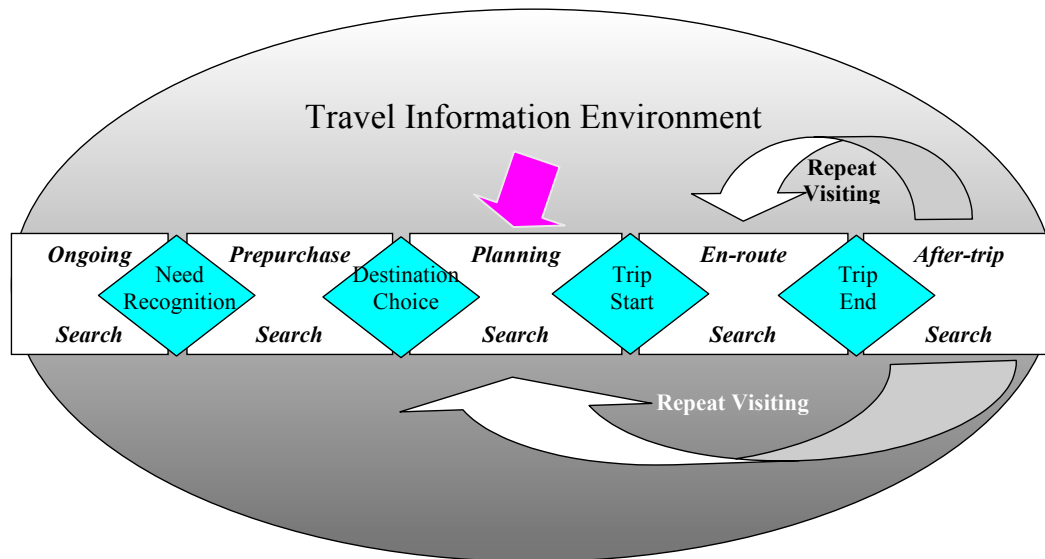 Travel Information Environment
Repeat
Visiting
Ongoing
Search
Need
Recognition
Prepurchase
Search
Destination
Choice
Planning
Search
Trip
Start
En-route
Search
Trip
End
After-trip
Search
Repeat Visiting